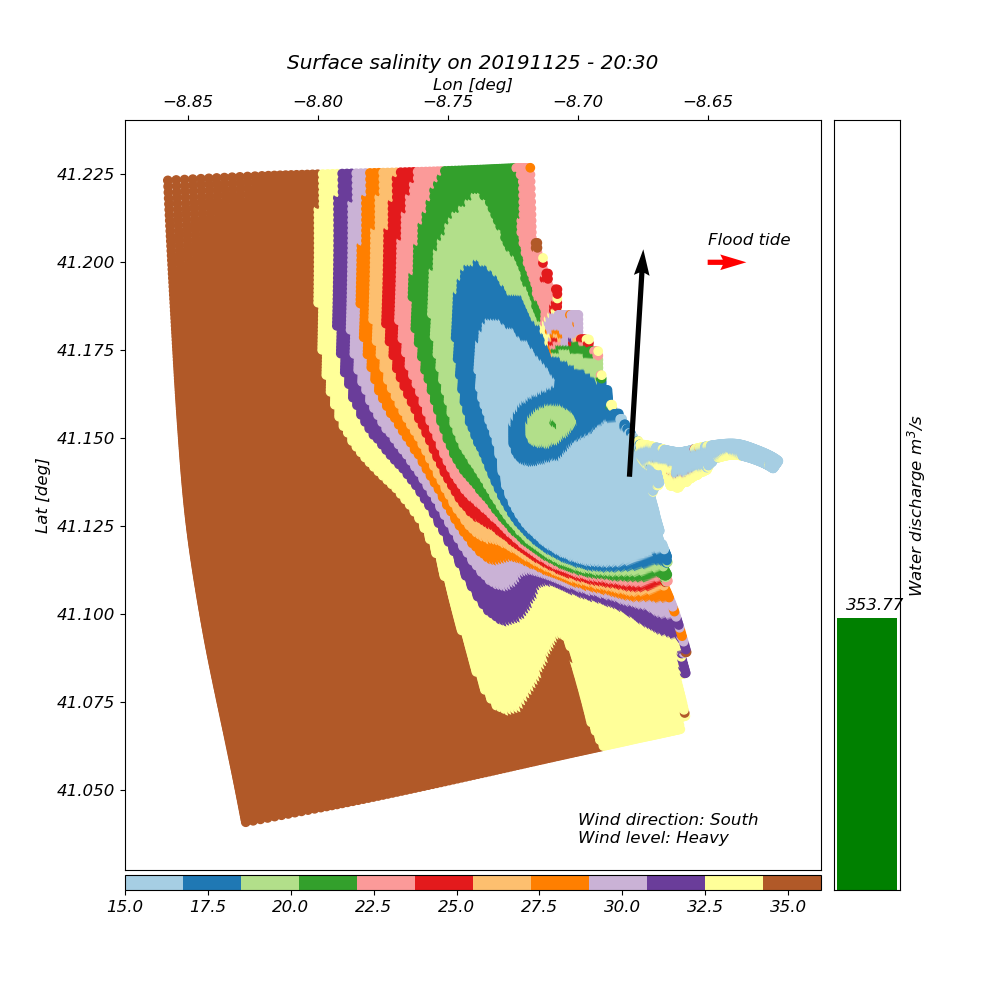 Surface salinity on 20191125 - 20:30
Lon [deg]
−8.85 −8.80 −8.75 −8.70 −8.65
41.225
41.200
41.175
41.150
41.125
41.100
41.075
41.050
Lat [deg]
Flood tide
Wind direction: South
Wind level: Heavy
15.0 17.5 20.0 22.5 25.0 27.5 30.0 32.5 35.0
353.77
Water discharge m³/s